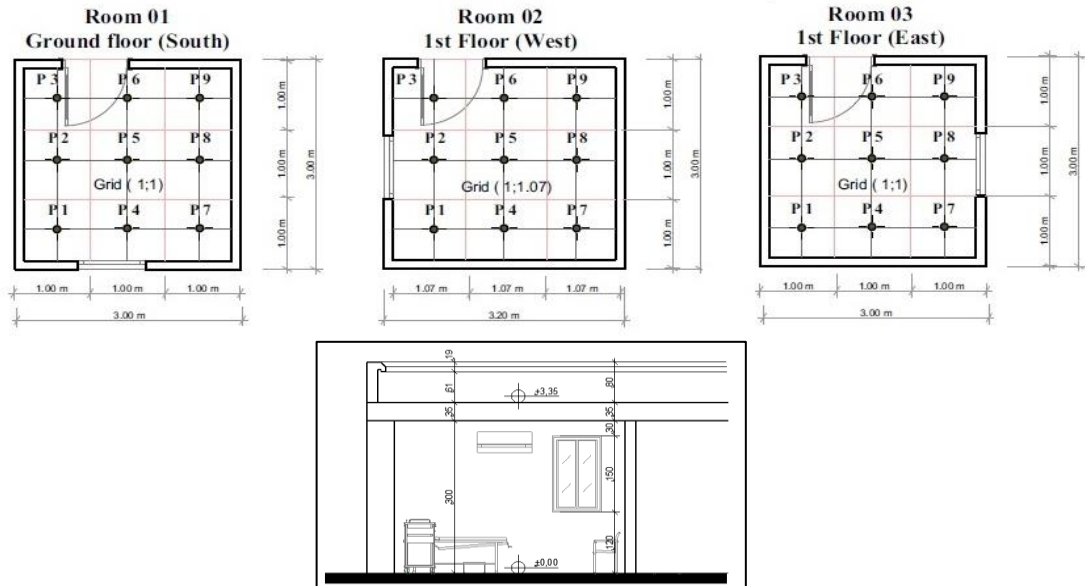 Room 01
Ground floor (South)
P 3
P 6
P 9
P 2
P 5
P 8
Grid ( 1;1)
P 1
P 4
P 7
1.00 m
1.00 m
1.00 m
3.00 m
1.00 m
1.00 m
1.00 m
3.00 m
Room 02
1st Floor (West)
P 3
P 6
P 9
P 2
P 5
P 8
Grid ( 1;1.07)
P 1
P 4
P 7
1.00 m
1.00 m
1.00 m
3.00 m
1.07 m
1.07 m
1.07 m
3.20 m
Room 03
1st Floor (East)
P 3
P 6
P 9
P 2
P 5
P 8
Grid ( 1;1)
P 1
P 4
P 7
1.00 m
1.00 m
1.00 m
3.00 m
1.00 m
1.00 m
1.00 m
3.00 m
19
61
80
+3,35
35
35
30
300
150
120
±0,00